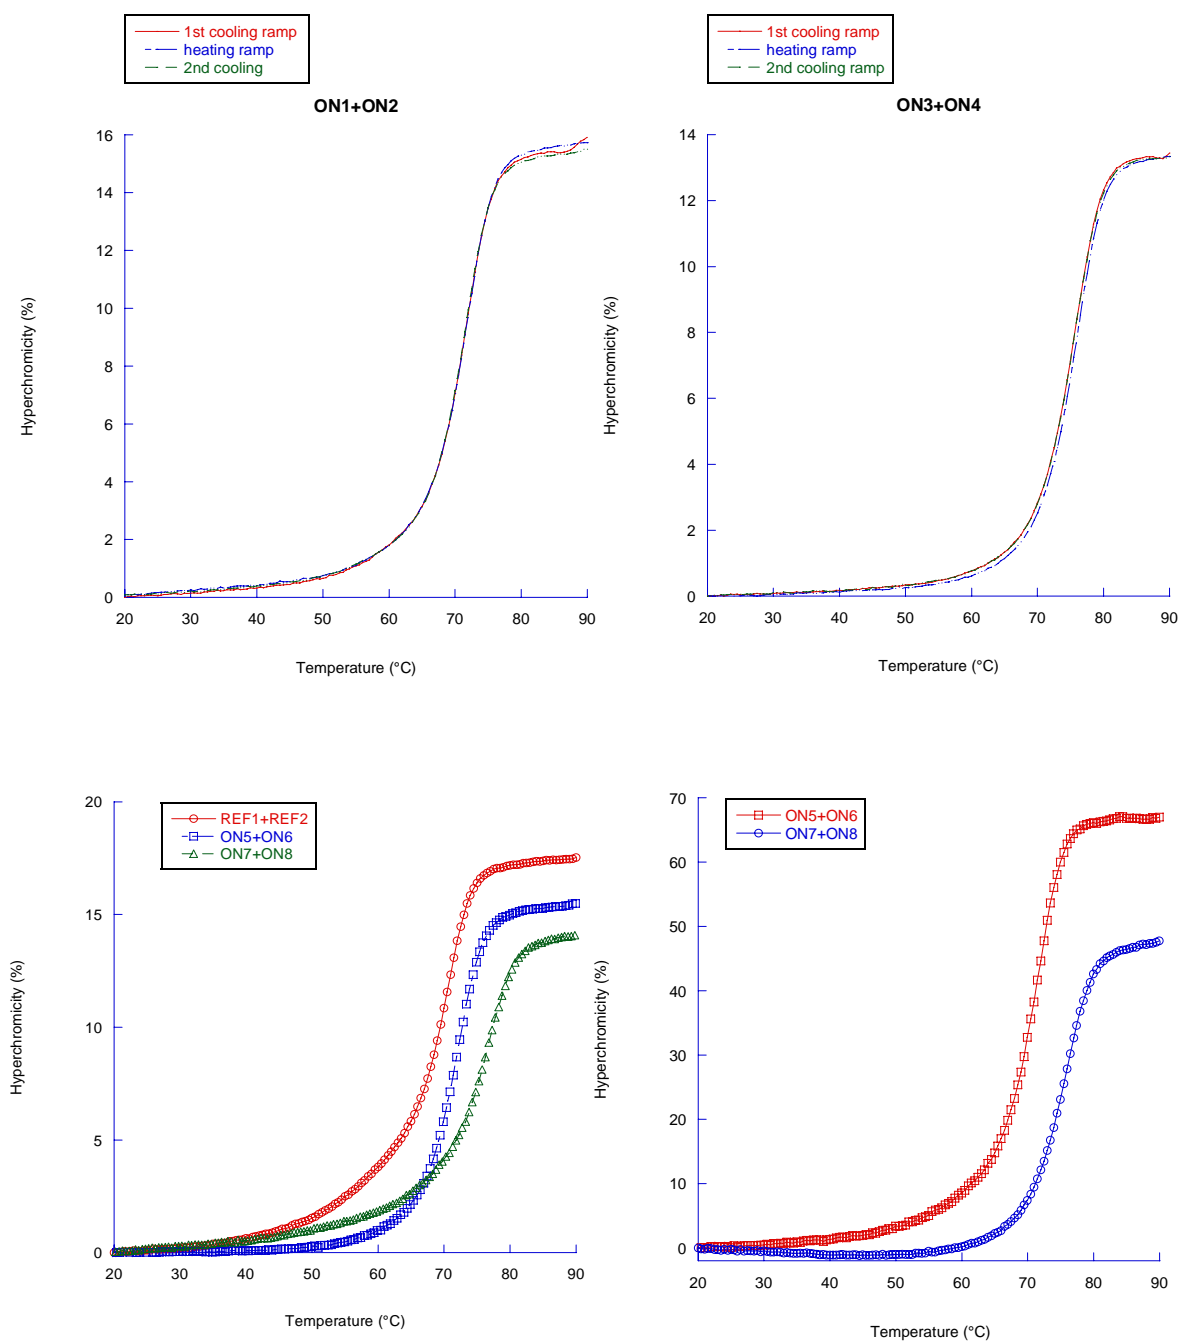 1st cooling ramp
heating ramp
2nd cooling
ON1+ON2
16
14
12
10
8
6
4
2
0
20 30 40 50 60 70 80 90
Hyperchromicity (%)
Temperature (°C)
1st cooling ramp
heating ramp
2nd cooling ramp
ON3+ON4
14
12
10
8
6
4
2
0
20 30 40 50 60 70 80 90
Hyperchromicity (%)
Temperature (°C)
REF1+REF2
ON5+ON6
ON7+ON8
20
15
10
5
0
20 30 40 50 60 70 80 90
Hyperchromicity (%)
Temperature (°C)
ON5+ON6
ON7+ON8
70
60
50
40
30
20
10
0
20 30 40 50 60 70 80 90
Hyperchromicity (%)
Temperature (°C)